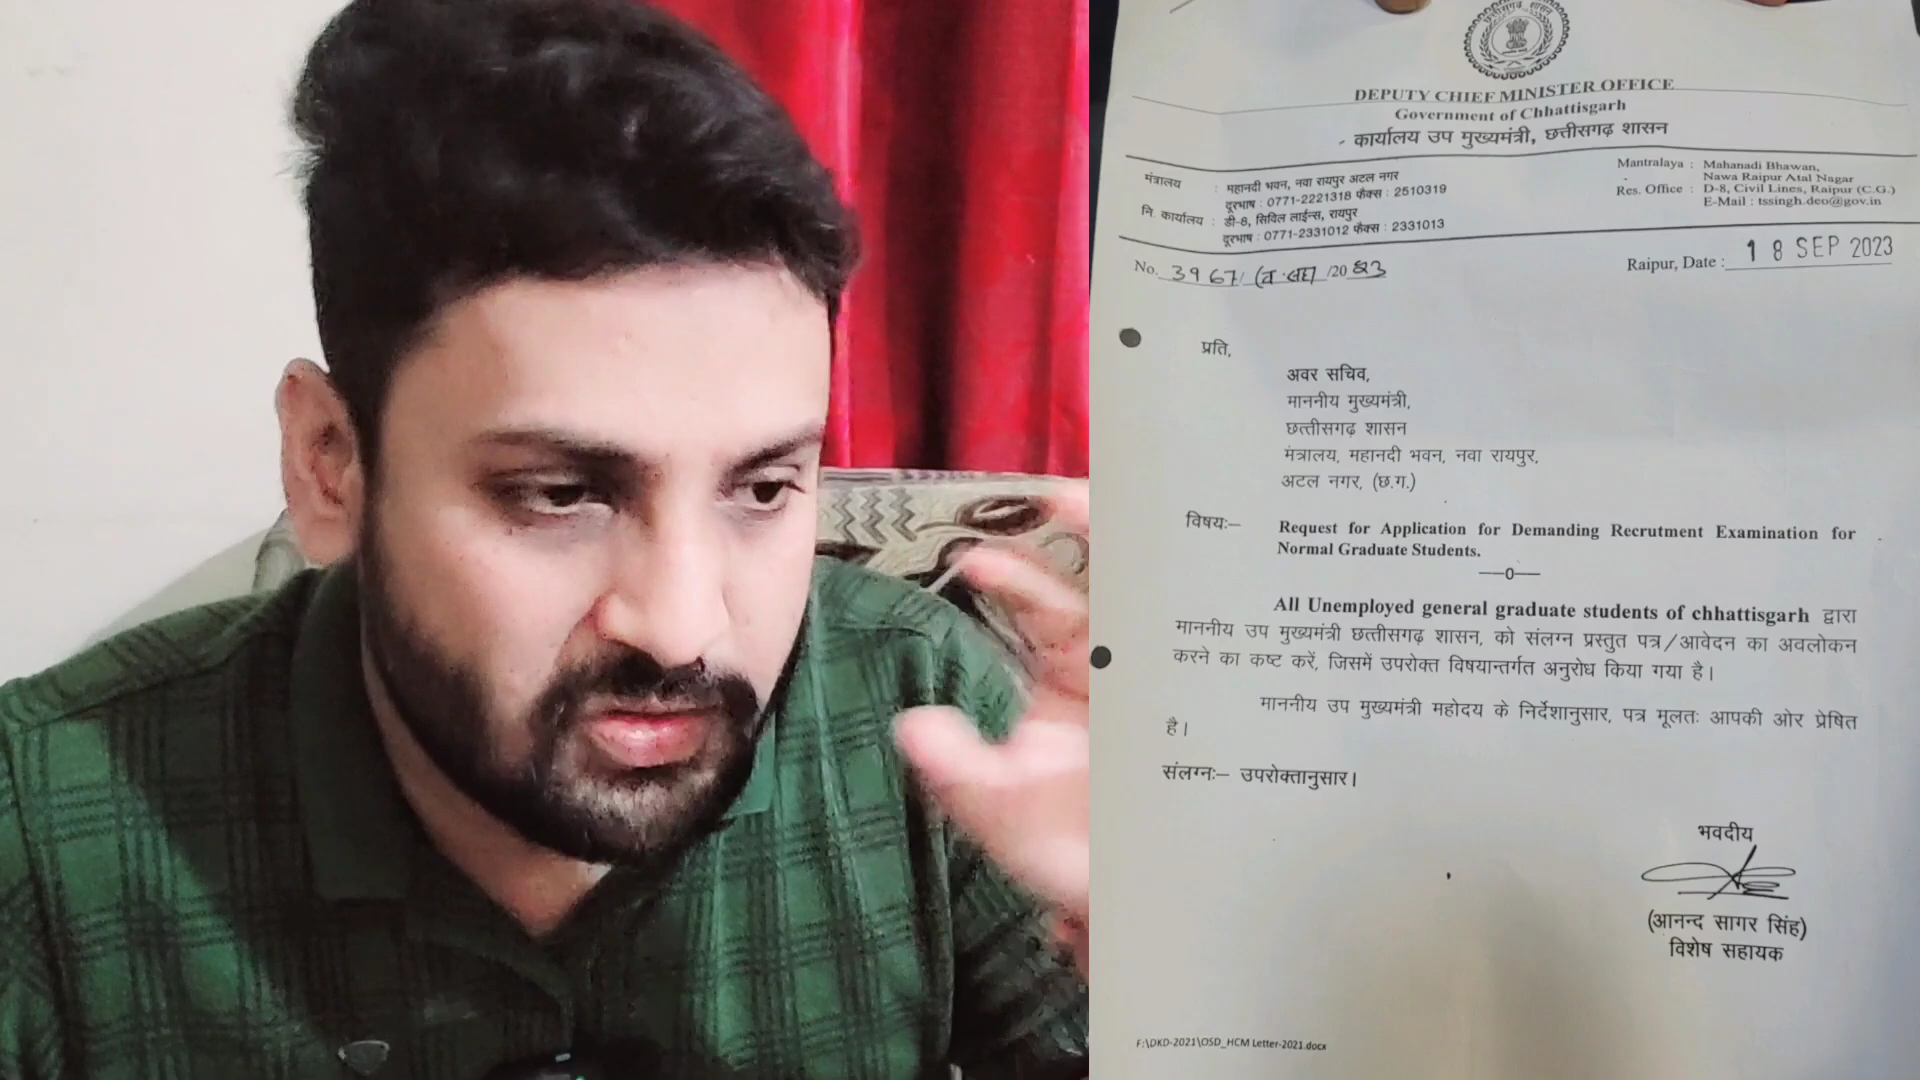 छत्तीसगढ़ शासन
DEPUTY CHIEF MINISTER OFFICE
Government of Chhattisgarh
कार्यालय उप मुख्यमंत्री, छत्तीसगढ़ शासन
मंत्रालय : महानदी भवन, नवा रायपुर अटल नगर
दूरभाष : 0771-2221318 फैक्स : 2510319
नि. कार्यालय : डी-8, सिविल लाईन्स, रायपुर
दूरभाष : 0771-2331012 फैक्स : 2331013
Mantralaya : Mahanadi Bhawan,
Nawa Raipur Atal Nagar
Res. Office : D-8, Civil Lines, Raipur (C.G.)
E-Mail : tssingh.deo@gov.in
No. 3967/ /20
Raipur, Date : 18 SEP 2023
प्रति,
अवर सचिव,
माननीय मुख्यमंत्री,
छत्तीसगढ़ शासन
मंत्रालय, महानदी भवन, नवा रायपुर,
अटल नगर, (छ.ग.)
विषयः– Request for Application for Demanding Recrutment Examination for
Normal Graduate Students.
—0—
All Unemployed general graduate students of chhattisgarh द्वारा
माननीय उप मुख्यमंत्री छत्तीसगढ़ शासन, को संलग्न प्रस्तुत पत्र/आवेदन का अवलोकन
करने का कष्ट करें, जिसमें उपरोक्त विषयान्तर्गत अनुरोध किया गया है।
माननीय उप मुख्यमंत्री महोदय के निर्देशानुसार, पत्र मूलतः आपकी ओर प्रेषित
है।
संलग्नः– उपरोक्तानुसार।
भवदीय
(आनन्द सागर सिंह)
विशेष सहायक
F:\DKD-2021\OSD_HCM Letter-2021.docx